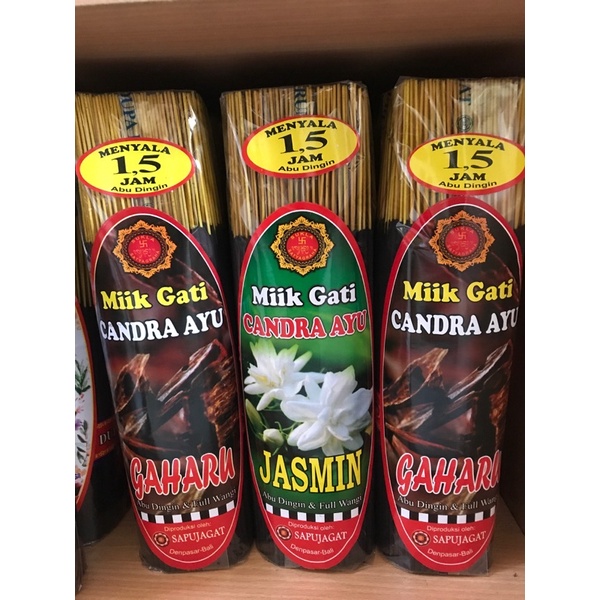 MENYALA
1,5
JAM
Abu Dingin
Miik Gati
CANDRA AYU
GAHARU
Abu Dingin & Full Wangi
Diproduksi oleh:
SAPUJAGAT
Denpasar-Bali
RUPA
MENYALA
1,5
JAM
Abu Dingin
Miik Gati
CANDRA AYU
JASMIN
Abu Dingin & Full Wangi
Diproduksi oleh:
SAPUJAGAT
Denpasar-Bali
MENYALA
1,5
JAM
Abu Dingin
Miik Gati
CANDRA AYU
GAHARU
Abu Dingin & Full Wangi
Diproduksi oleh:
SAPUJAGAT
Denpasar-Bali